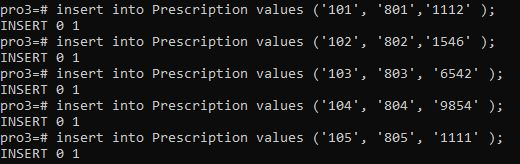 pro3=# insert into Prescription values ('101', '801','1112' );
INSERT 0 1
pro3=# insert into Prescription values ('102', '802','1546' );
INSERT 0 1
pro3=# insert into Prescription values ('103', '803', '6542' );
INSERT 0 1
pro3=# insert into Prescription values ('104', '804', '9854' );
INSERT 0 1
pro3=# insert into Prescription values ('105', '805', '1111' );
INSERT 0 1